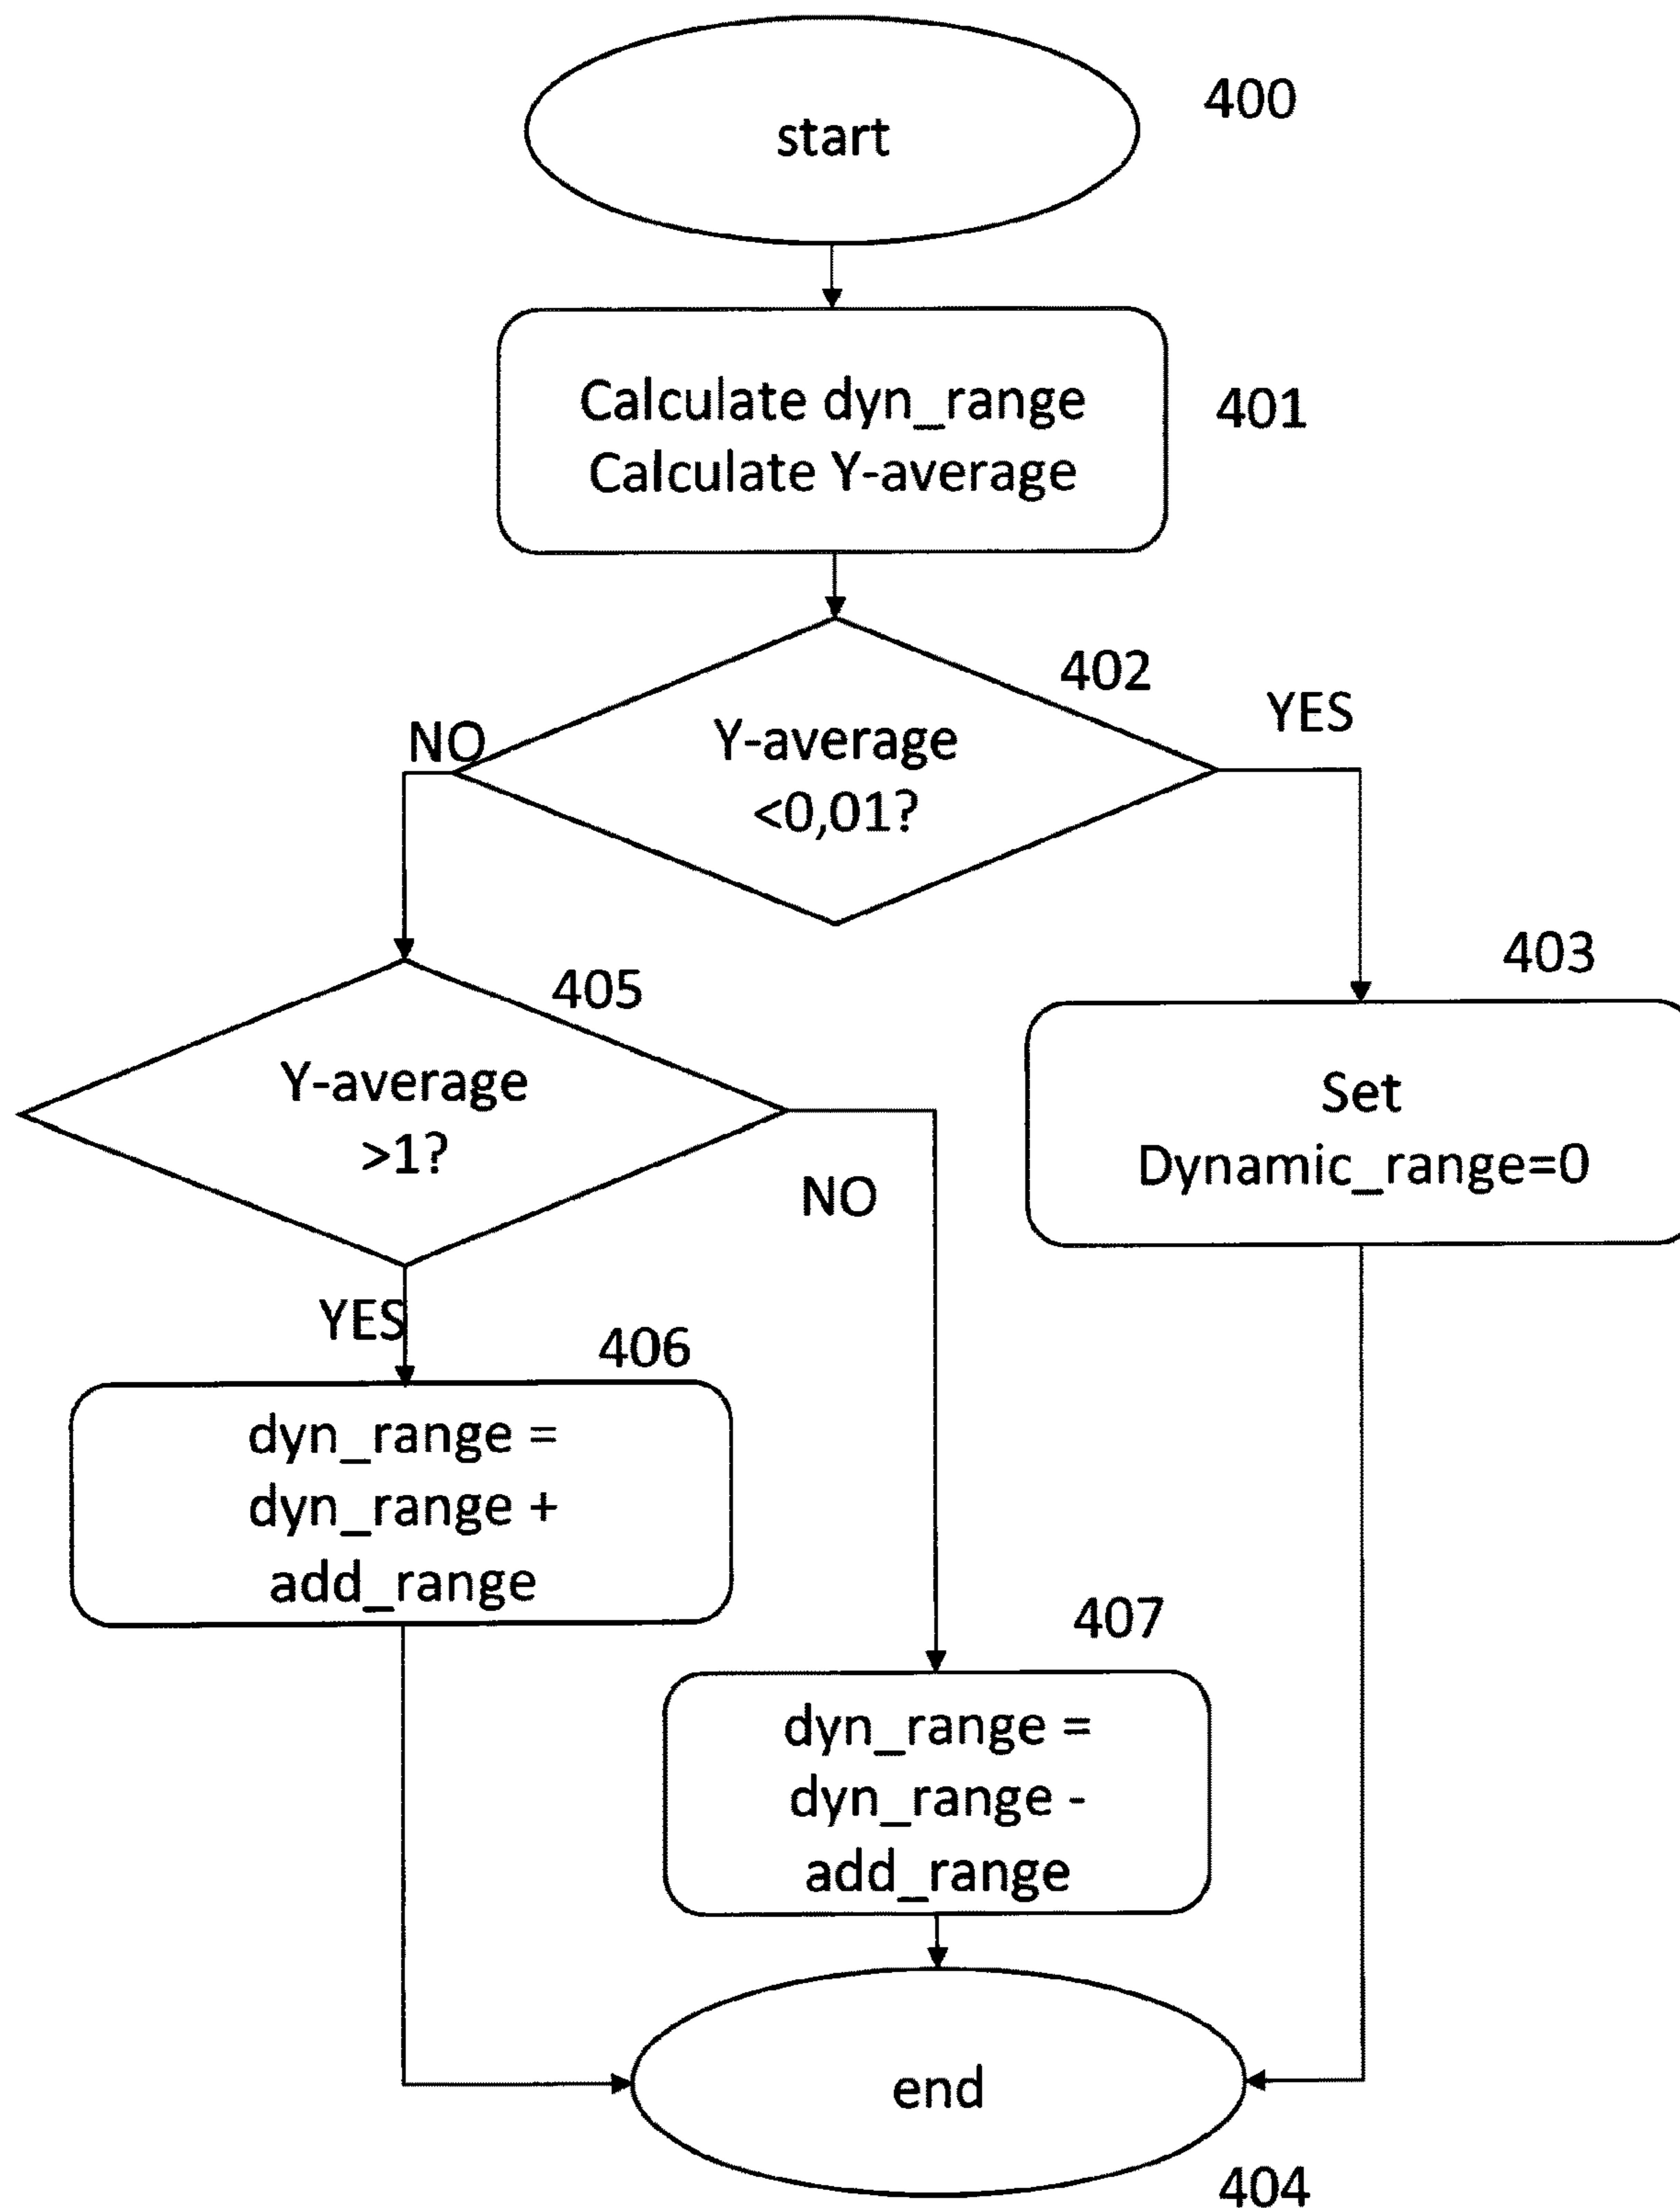 start
400
Calculate dyn_range
Calculate Y-average
401
402
Y-average
<0,01?
NO
YES
403
Set
Dynamic_range=0
405
Y-average
>1?
NO
YES
406
dyn_range =
dyn_range +
add_range
407
dyn_range =
dyn_range -
add_range
end
404